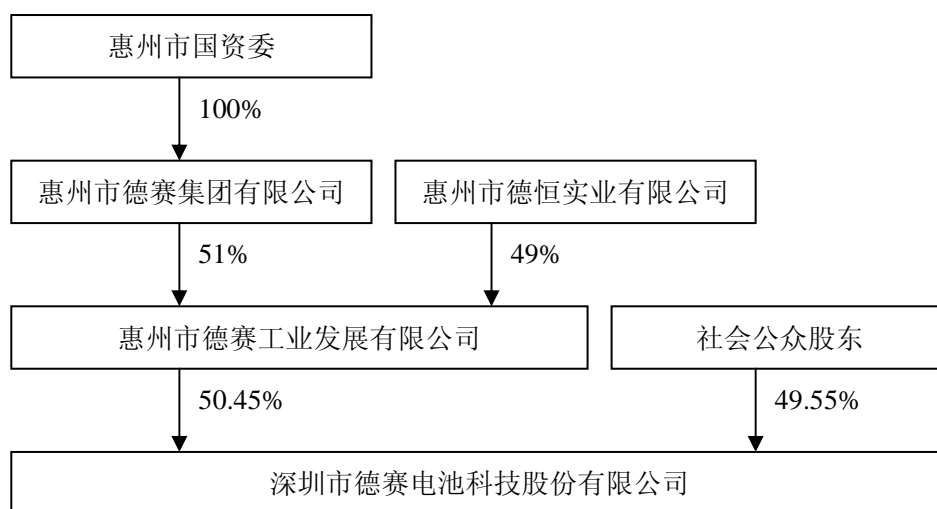 惠州市国资委
100%
惠州市德赛集团有限公司
惠州市德恒实业有限公司
51%
49%
惠州市德赛工业发展有限公司
社会公众股东
50.45%
49.55%
深圳市德赛电池科技股份有限公司